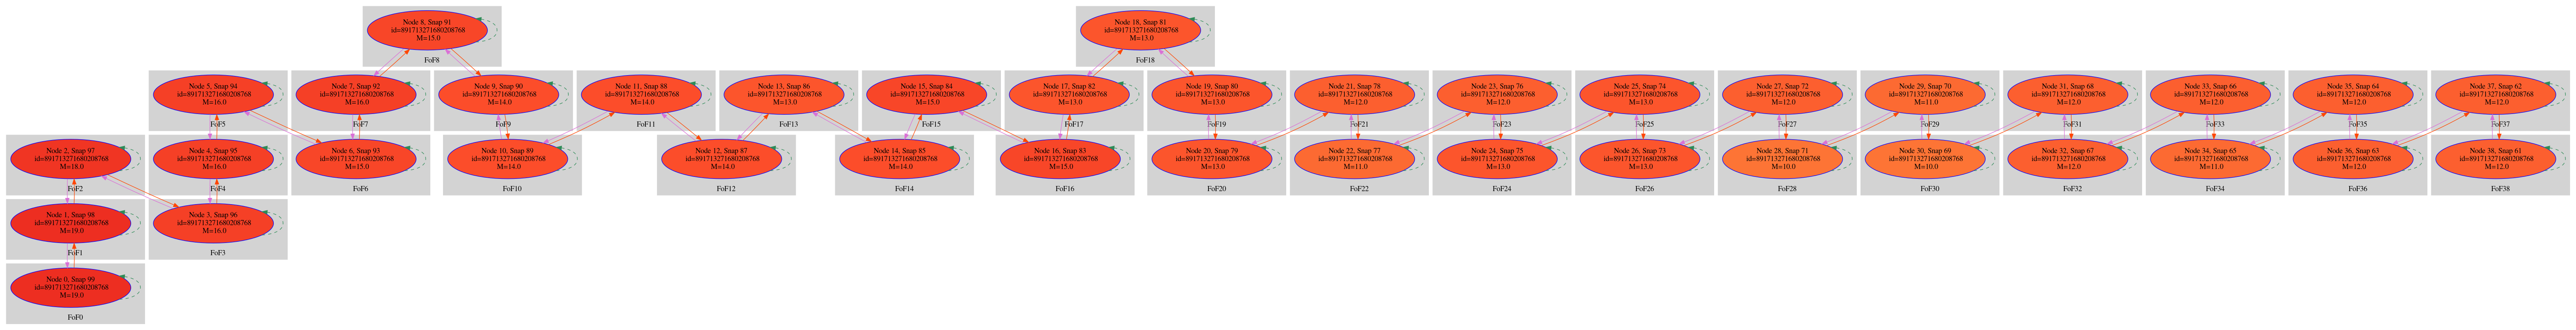 Node 8, Snap 91
id=891713271680208768
M=15.0
FoF8
Node 18, Snap 81
id=891713271680208768
M=13.0
FoF18
Node 5, Snap 94
id=891713271680208768
M=16.0
FoF5
Node 7, Snap 92
id=891713271680208768
M=16.0
FoF7
Node 9, Snap 90
id=891713271680208768
M=14.0
FoF9
Node 11, Snap 88
id=891713271680208768
M=14.0
FoF11
Node 13, Snap 86
id=891713271680208768
M=13.0
FoF13
Node 15, Snap 84
id=891713271680208768
M=15.0
FoF15
Node 17, Snap 82
id=891713271680208768
M=13.0
FoF17
Node 19, Snap 80
id=891713271680208768
M=13.0
FoF19
Node 21, Snap 78
id=891713271680208768
M=12.0
FoF21
Node 23, Snap 76
id=891713271680208768
M=12.0
FoF23
Node 25, Snap 74
id=891713271680208768
M=13.0
FoF25
Node 27, Snap 72
id=891713271680208768
M=12.0
FoF27
Node 29, Snap 70
id=891713271680208768
M=11.0
FoF29
Node 31, Snap 68
id=891713271680208768
M=12.0
FoF31
Node 33, Snap 66
id=891713271680208768
M=12.0
FoF33
Node 35, Snap 64
id=891713271680208768
M=12.0
FoF35
Node 37, Snap 62
id=891713271680208768
M=12.0
FoF37
Node 2, Snap 97
id=891713271680208768
M=18.0
FoF2
Node 4, Snap 95
id=891713271680208768
M=16.0
FoF4
Node 6, Snap 93
id=891713271680208768
M=15.0
FoF6
Node 10, Snap 89
id=891713271680208768
M=14.0
FoF10
Node 12, Snap 87
id=891713271680208768
M=14.0
FoF12
Node 14, Snap 85
id=891713271680208768
M=14.0
FoF14
Node 16, Snap 83
id=891713271680208768
M=15.0
FoF16
Node 20, Snap 79
id=891713271680208768
M=13.0
FoF20
Node 22, Snap 77
id=891713271680208768
M=11.0
FoF22
Node 24, Snap 75
id=891713271680208768
M=13.0
FoF24
Node 26, Snap 73
id=891713271680208768
M=13.0
FoF26
Node 28, Snap 71
id=891713271680208768
M=10.0
FoF28
Node 30, Snap 69
id=891713271680208768
M=10.0
FoF30
Node 32, Snap 67
id=891713271680208768
M=12.0
FoF32
Node 34, Snap 65
id=891713271680208768
M=11.0
FoF34
Node 36, Snap 63
id=891713271680208768
M=12.0
FoF36
Node 38, Snap 61
id=891713271680208768
M=12.0
FoF38
Node 1, Snap 98
id=891713271680208768
M=19.0
FoF1
Node 3, Snap 96
id=891713271680208768
M=16.0
FoF3
Node 0, Snap 99
id=891713271680208768
M=19.0
FoF0